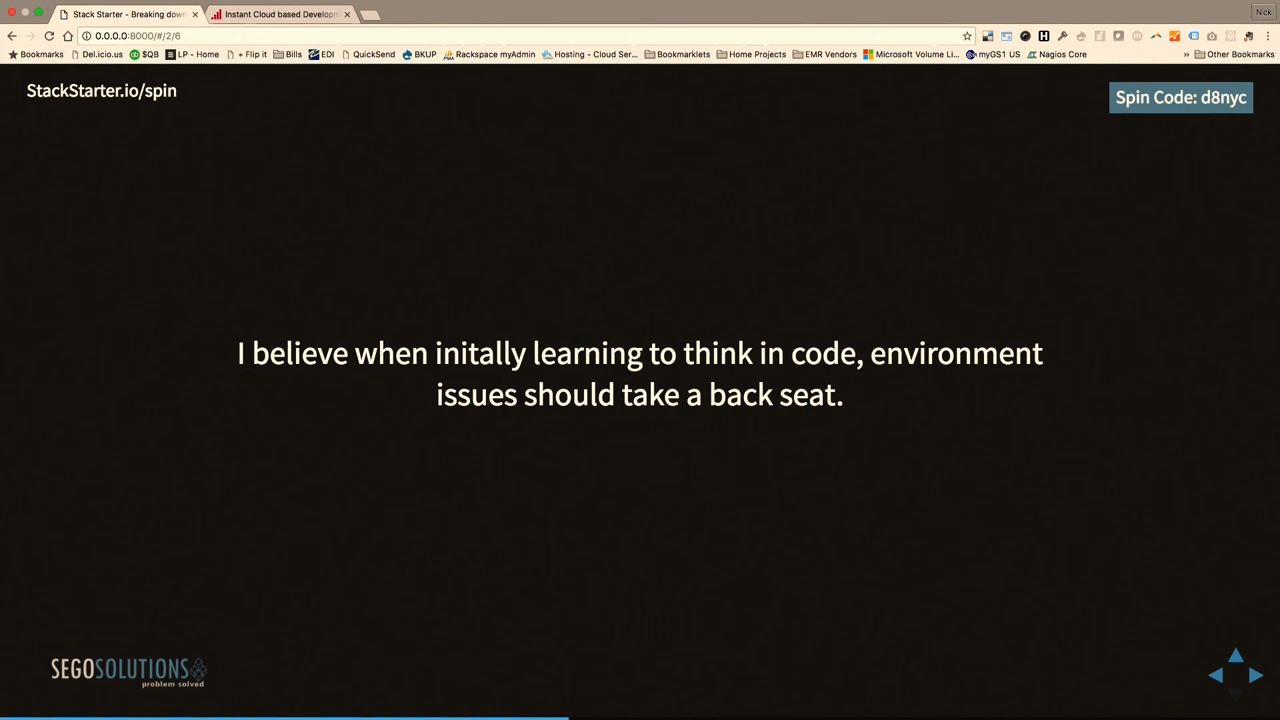 Stack Starter - Breaking down
Instant Cloud based Developm
Nick
0.0.0.0:8000/#/2/6
Bookmarks Del.icio.us $QB LP - Home + Flip it Bills EDI QuickSend BKUP Rackspace myAdmin Hosting - Cloud Ser... Bookmarklets Home Projects EMR Vendors Microsoft Volume Li... myGS1 US Nagios Core » Other Bookmarks
StackStarter.io/spin
Spin Code: d8nyc
I believe when initally learning to think in code, environment
issues should take a back seat.
SEGOSOLUTIONS
problem solved